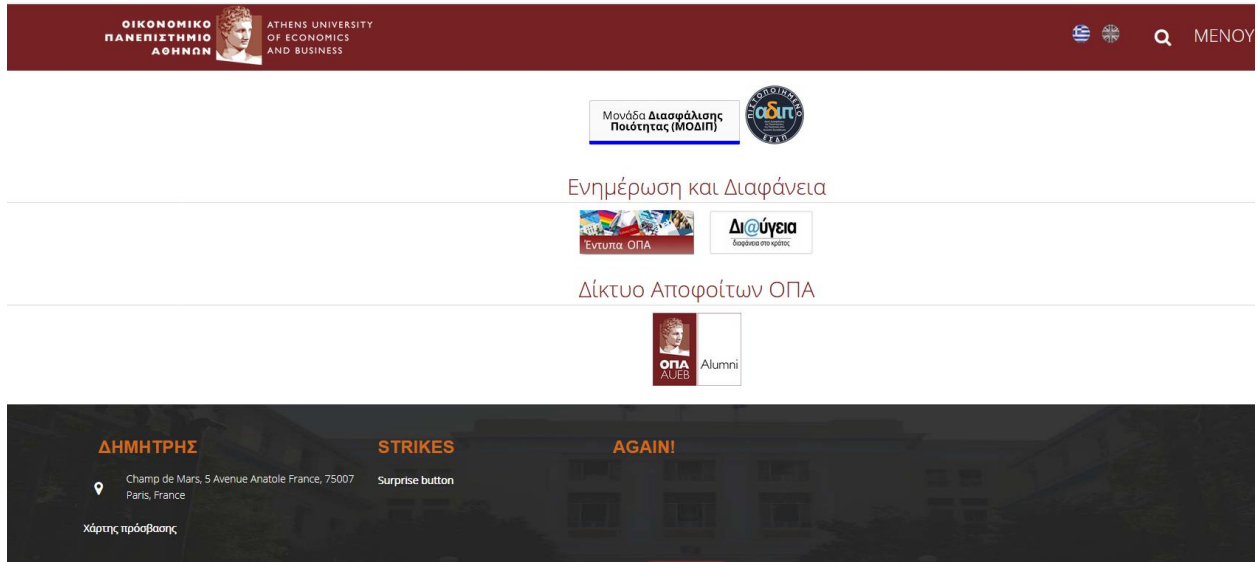 ΟΙΚΟΝΟΜΙΚΟ
ΠΑΝΕΠΙΣΤΗΜΙΟ
ΑΘΗΝΩΝ
ATHENS UNIVERSITY
OF ECONOMICS
AND BUSINESS
ΜΕΝΟΥ
Μονάδα Διασφάλισης
Ποιότητας (ΜΟΔΙΠ)
ΠΙΣΤΟΠΟΙΗΜΕΝΟ
αδιπ
ΕΣΔΠ
Ενημέρωση και Διαφάνεια
Έντυπα ΟΠΑ
Δι@ύγεια
διαφάνεια στο κράτος
Δίκτυο Αποφοίτων ΟΠΑ
ΟΠΑ
AUEB
Alumni
ΔΗΜΗΤΡΗΣ
STRIKES
AGAIN!
Champ de Mars, 5 Avenue Anatole France, 75007
Paris, France
Surprise button
Χάρτης πρόσβασης